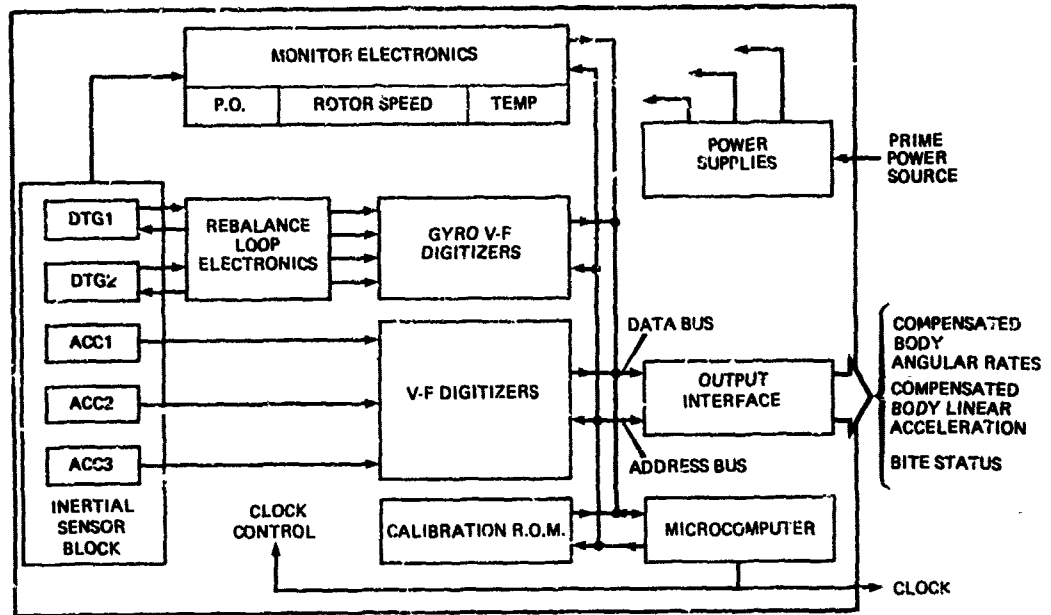 MONITOR ELECTRONICS
P.O.
ROTOR SPEED
TEMP
POWER
SUPPLIES
PRIME
POWER
SOURCE
DTG1
DTG2
REBALANCE
LOOP
ELECTRONICS
GYRO V-F
DIGITIZERS
ACC1
ACC2
ACC3
INERTIAL
SENSOR
BLOCK
V-F DIGITIZERS
DATA BUS
OUTPUT
INTERFACE
ADDRESS BUS
COMPENSATED
BODY
ANGULAR RATES
COMPENSATED
BODY LINEAR
ACCELERATION
BITE STATUS
CLOCK
CONTROL
CALIBRATION R.O.M.
MICROCOMPUTER
CLOCK